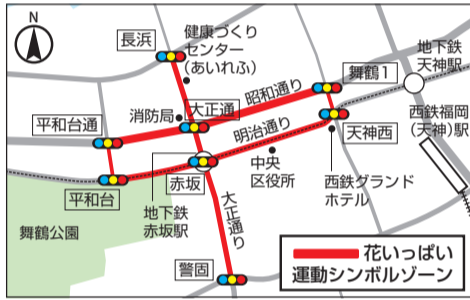 N
長浜
健康づくり
センター
(あいれふ)
舞鶴1
地下鉄
天神駅
昭和通り
消防局
大正通
平和台通
明治通り
天神西
西鉄福岡
(天神)駅
中央
区役所
赤坂
平和台
地下鉄
赤坂駅
西鉄グランド
ホテル
大正通り
舞鶴公園
警固
花いっぱい
運動シンボルゾーン